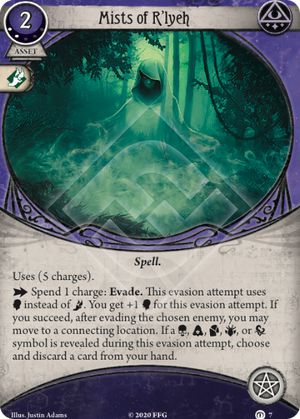 Mists of R'lyeh
2
ASSET
Spell.
Uses (5 charges).
Spend 1 charge: Evade. This evasion attempt uses
instead of . You get +1 for this evasion attempt. If
you succeed, after evading the chosen enemy, you may
move to a connecting location. If a , , , , or
symbol is revealed during this evasion attempt, choose
and discard a card from your hand.
Illus. Justin Adams
© 2020 FFG
7